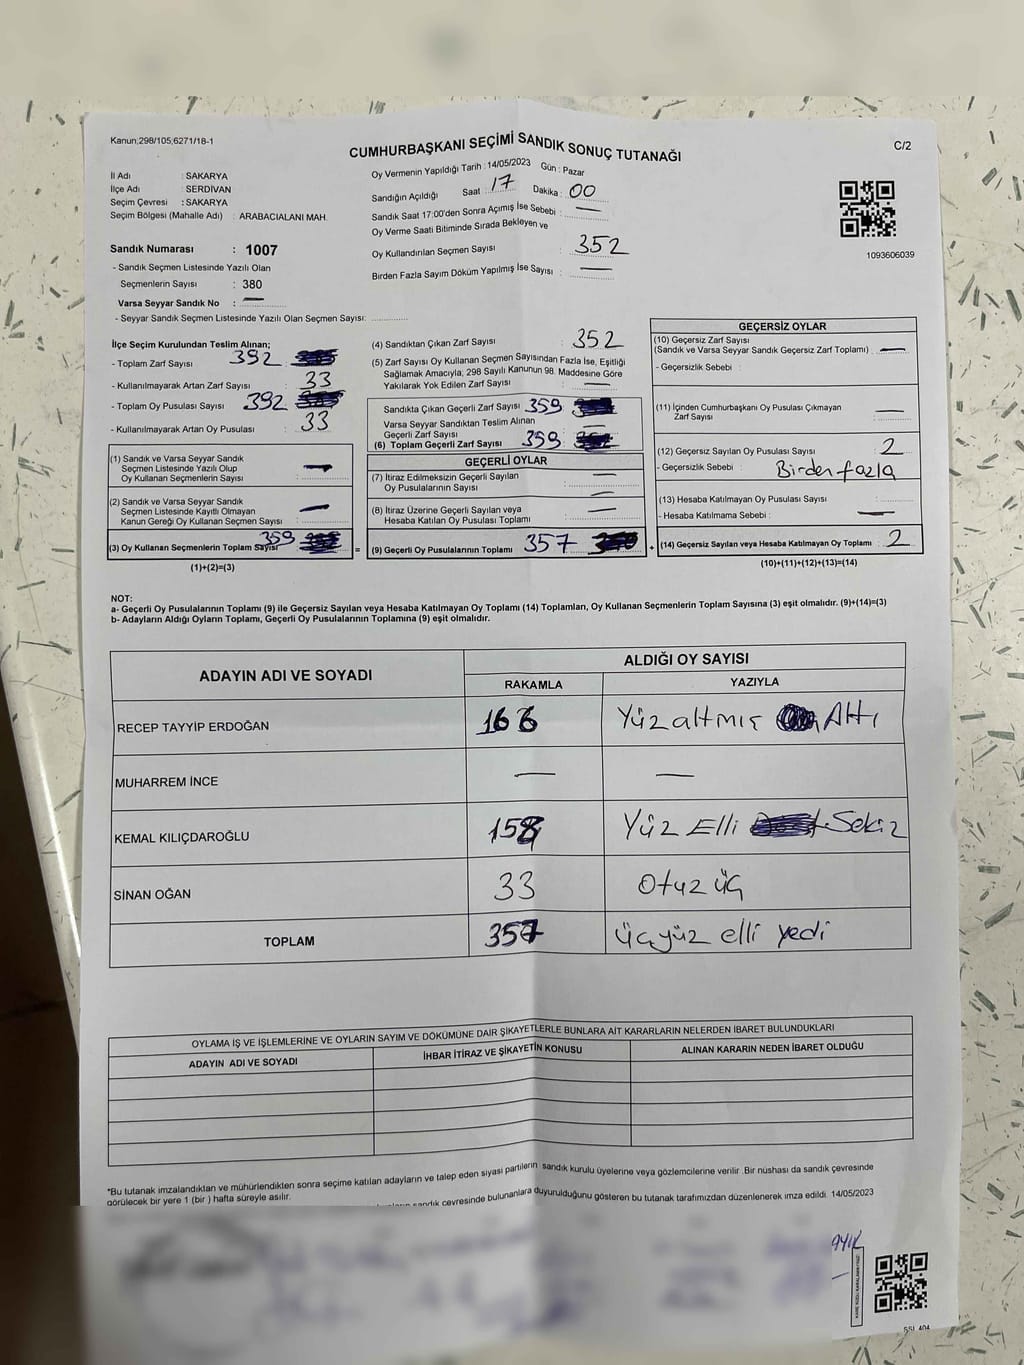 Kanun;298/105;6271/18-1
CUMHURBAŞKANI SEÇİMİ SANDIK SONUÇ TUTANAĞI
C/2
İl Adı : SAKARYA
İlçe Adı : SERDİVAN
Seçim Çevresi : SAKARYA
Seçim Bölgesi (Mahalle Adı) : ARABACIALANI MAH.
Sandık Numarası : 1007
- Sandık Seçmen Listesinde Yazılı Olan
Seçmenlerin Sayısı : 380
Varsa Seyyar Sandık No : —
- Seyyar Sandık Seçmen Listesinde Yazılı Olan Seçmen Sayısı:
Oy Vermenin Yapıldığı Tarih : 14/05/2023 Gün : Pazar
Sandığın Açıldığı Saat : 17 Dakika : 00
Sandık Saat 17:00'den Sonra Açımış İse Sebebi : —
Oy Verme Saati Bitiminde Sırada Bekleyen ve
Oy Kullandırılan Seçmen Sayısı : 352
Birden Fazla Sayım Döküm Yapılmış İse Sayısı : —
1093606039
İlçe Seçim Kurulundan Teslim Alınan;
- Toplam Zarf Sayısı 392
- Kullanılmayarak Artan Zarf Sayısı : 33
- Toplam Oy Pusulası Sayısı 392
- Kullanılmayarak Artan Oy Pusulası : 33
(1) Sandık ve Varsa Seyyar Sandık
Seçmen Listesinde Yazılı Olup
Oy Kullanan Seçmenlerin Sayısı : —
(2) Sandık ve Varsa Seyyar Sandık
Seçmen Listesinde Kayıtlı Olmayan
Kanun Gereği Oy Kullanan Seçmen Sayısı : —
(3) Oy Kullanan Seçmenlerin Toplam Sayısı 359
(1)+(2)=(3)
(4) Sandıktan Çıkan Zarf Sayısı : 352
(5) Zarf Sayısı Oy Kullanan Seçmen Sayısından Fazla İse, Eşitliği
Sağlamak Amacıyla; 298 Sayılı Kanunun 98. Maddesine Göre
Yakılarak Yok Edilen Zarf Sayısı : —
Sandıkta Çıkan Geçerli Zarf Sayısı 359
Varsa Seyyar Sandıktan Teslim Alınan
Geçerli Zarf Sayısı : —
(6) Toplam Geçerli Zarf Sayısı 359
GEÇERLİ OYLAR
(7) İtiraz Edilmeksizin Geçerli Sayılan
Oy Pusulalarının Sayısı : —
(8) İtiraz Üzerine Geçerli Sayılan veya
Hesaba Katılan Oy Pusulası Toplamı : —
= (9) Geçerli Oy Pusulalarının Toplamı 357
GEÇERSİZ OYLAR
(10) Geçersiz Zarf Sayısı
(Sandık ve Varsa Seyyar Sandık Geçersiz Zarf Toplamı) : —
- Geçersizlik Sebebi :
(11) İçinden Cumhurbaşkanı Oy Pusulası Çıkmayan
Zarf Sayısı : —
(12) Geçersiz Sayılan Oy Pusulası Sayısı : 2
- Geçersizlik Sebebi : Birden fazla
(13) Hesaba Katılmayan Oy Pusulası Sayısı :
- Hesaba Katılmama Sebebi : —
+ (14) Geçersiz Sayılan veya Hesaba Katılmayan Oy Toplamı : 2
(10)+(11)+(12)+(13)=(14)
NOT:
a- Geçerli Oy Pusulalarının Toplamı (9) ile Geçersiz Sayılan veya Hesaba Katılmayan Oy Toplamı (14) Toplamları, Oy Kullanan Seçmenlerin Toplam Sayısına (3) eşit olmalıdır. (9)+(14)=(3)
b- Adayların Aldığı Oyların Toplamı, Geçerli Oy Pusulalarının Toplamına (9) eşit olmalıdır.
ADAYIN ADI VE SOYADI
ALDIĞI OY SAYISI
RAKAMLA YAZIYLA
RECEP TAYYİP ERDOĞAN 166 Yüzaltmış Altı
MUHARREM İNCE — —
KEMAL KILIÇDAROĞLU 158 Yüz Elli Sekiz
SİNAN OĞAN 33 Otuz üç
TOPLAM 357 üçyüz elli yedi
OYLAMA İŞ VE İŞLEMLERİNE VE OYLARIN SAYIM VE DÖKÜMÜNE DAİR ŞİKAYETLERLE BUNLARA AİT KARARLARIN NELERDEN İBARET BULUNDUKLARI
ADAYIN ADI VE SOYADI İHBAR İTİRAZ VE ŞİKAYETİN KONUSU ALINAN KARARIN NEDEN İBARET OLDUĞU
*Bu tutanak imzalandıktan ve mühürlendikten sonra seçime katılan adayların ve talep eden siyasi partilerin sandık kurulu üyelerine veya gözlemcilerine verilir .Bir nüshası da sandık çevresinde
görülecek bir yere 1 (bir ) hafta süreyle asılır.
sandık çevresinde bulunanlara duyurulduğunu gösteren bu tutanak tarafımızdan düzenlenerek imza edildi. 14/05/2023